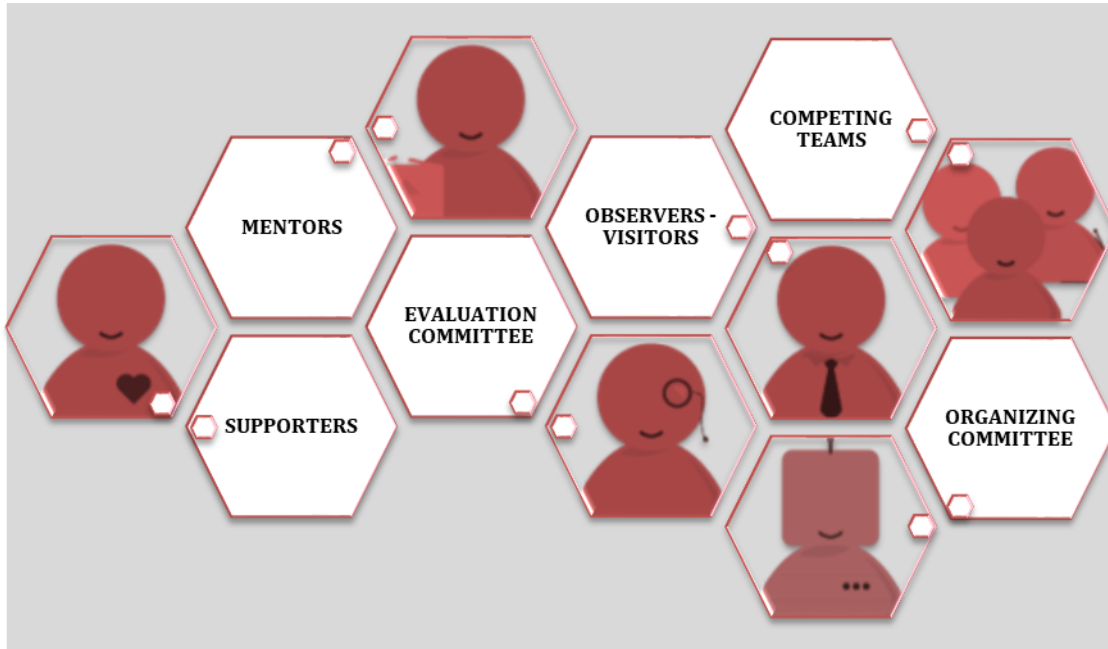 COMPETING
TEAMS
MENTORS
OBSERVERS -
VISITORS
EVALUATION
COMMITTEE
SUPPORTERS
ORGANIZING
COMMITTEE